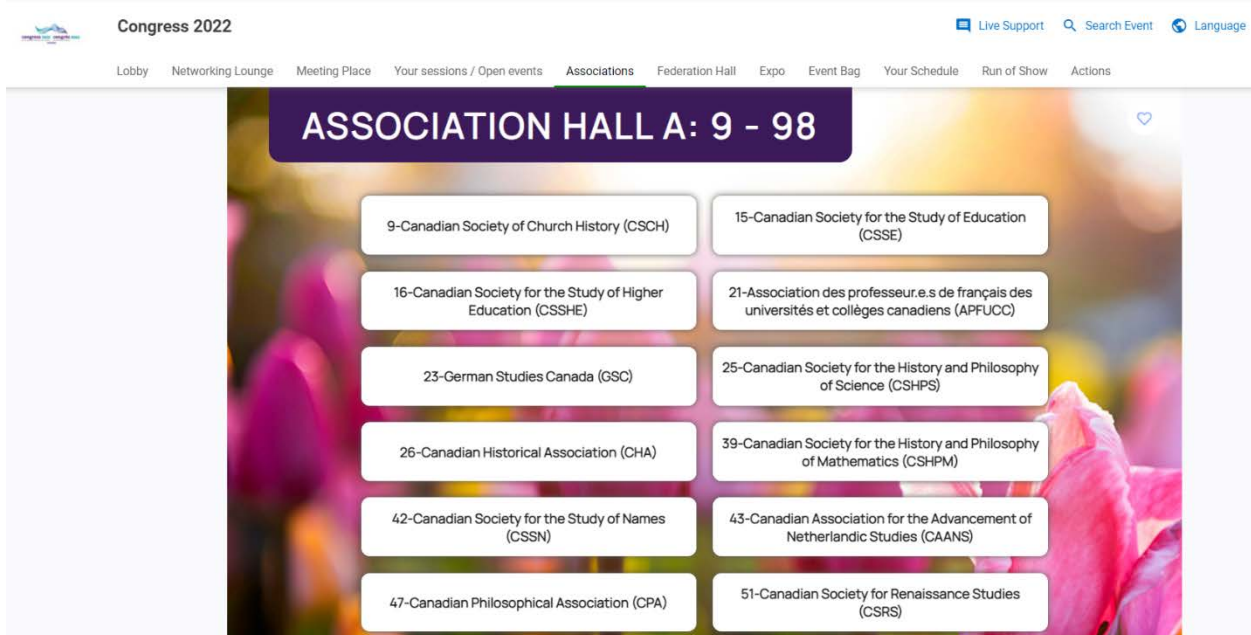 Congress 2022
Live Support
Search Event
Language
Lobby
Networking Lounge
Meeting Place
Your sessions / Open events
Associations
Federation Hall
Expo
Event Bag
Your Schedule
Run of Show
Actions
ASSOCIATION HALL A: 9 - 98
9-Canadian Society of Church History (CSCH)
15-Canadian Society for the Study of Education
(CSSE)
16-Canadian Society for the Study of Higher
Education (CSSHE)
21-Association des professeur.e.s de français des
universités et collèges canadiens (APFUCC)
23-German Studies Canada (GSC)
25-Canadian Society for the History and Philosophy
of Science (CSHPS)
26-Canadian Historical Association (CHA)
39-Canadian Society for the History and Philosophy
of Mathematics (CSHPM)
42-Canadian Society for the Study of Names
(CSSN)
43-Canadian Association for the Advancement of
Netherlandic Studies (CAANS)
47-Canadian Philosophical Association (CPA)
51-Canadian Society for Renaissance Studies
(CSRS)